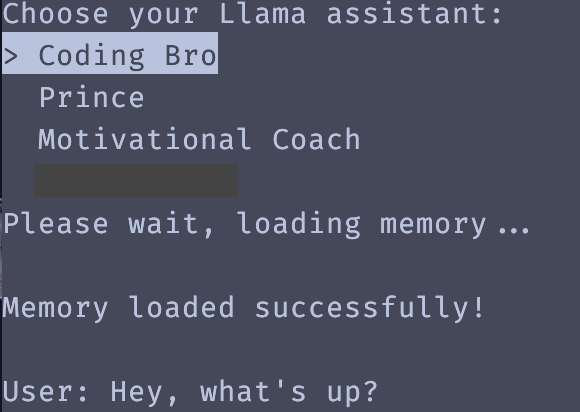 Choose your Llama assistant:
> Coding Bro
Prince
Motivational Coach
Please wait, loading memory...
Memory loaded successfully!
User: Hey, what's up?